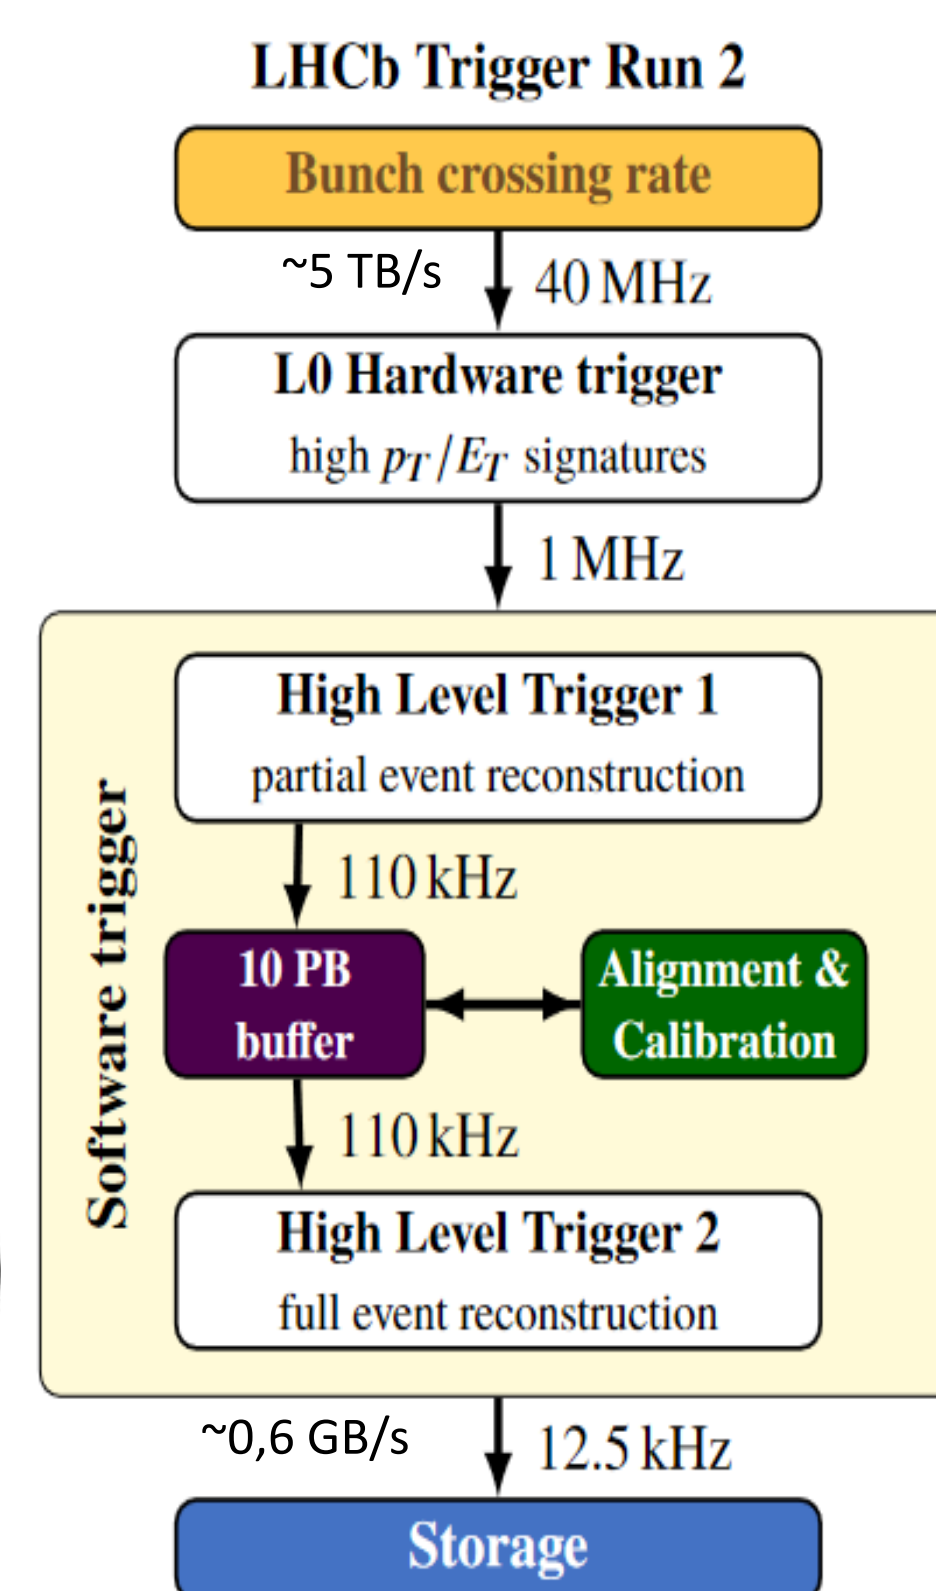 LHCb Trigger Run 2
Bunch crossing rate
~5 TB/s
40 MHz
L0 Hardware trigger
high pT/ET signatures
1 MHz
Software trigger
High Level Trigger 1
partial event reconstruction
110 kHz
10 PB
buffer
Alignment &
Calibration
110 kHz
High Level Trigger 2
full event reconstruction
~0,6 GB/s
12.5 kHz
Storage